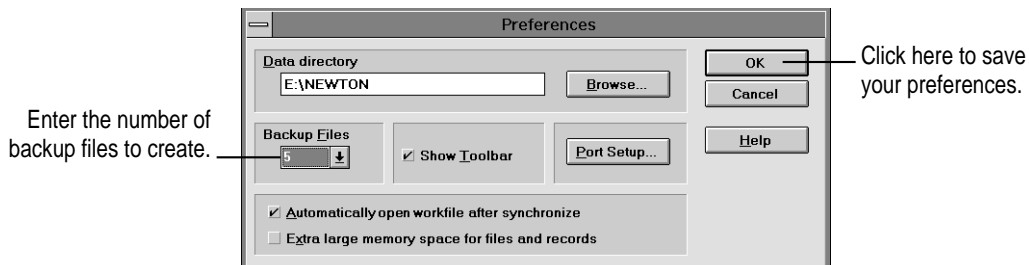 Preferences
Data directory
E:\NEWTON
Browse...
OK
Cancel
Help
Click here to save
your preferences.
Enter the number of
backup files to create.
Backup Files
5
Show Toolbar
Port Setup...
Automatically open workfile after synchronize
Extra large memory space for files and records